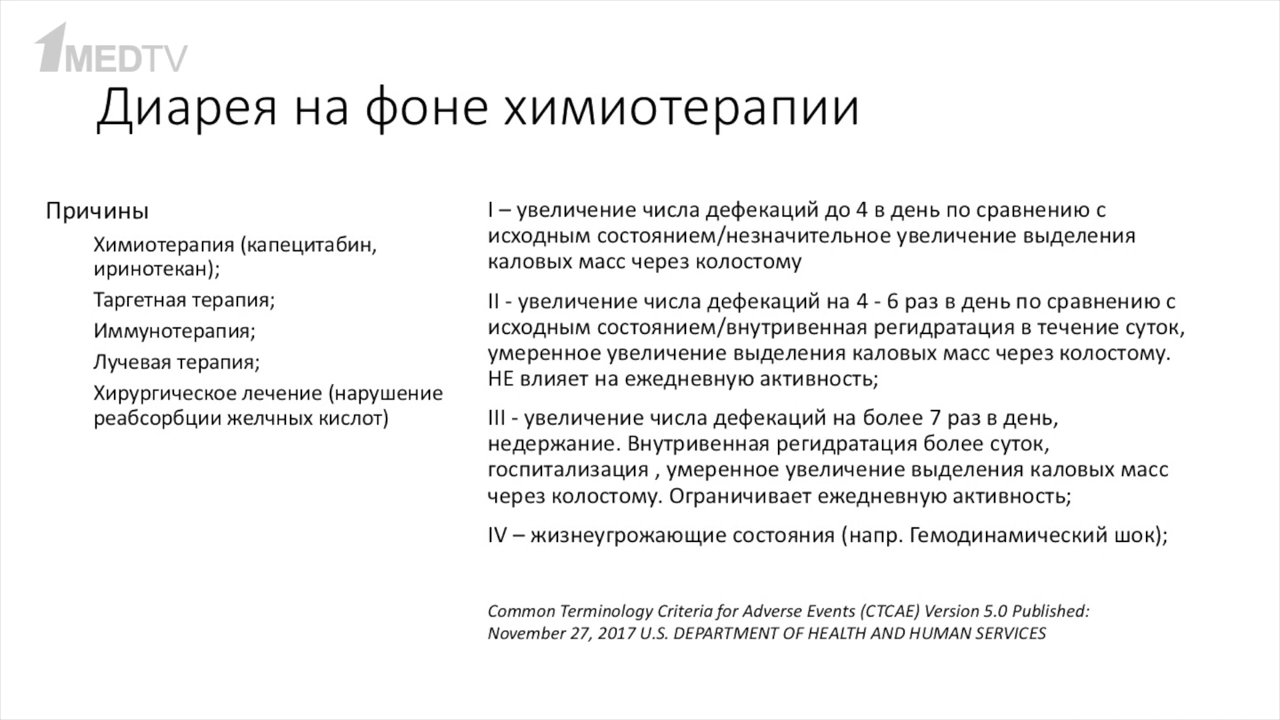 1MEDTV
Диарея на фоне химиотерапии
Причины
Химиотерапия (капецитабин,
иринотекан);
Таргетная терапия;
Иммунотерапия;
Лучевая терапия;
Хирургическое лечение (нарушение
реабсорбции желчных кислот)
I – увеличение числа дефекаций до 4 в день по сравнению с
исходным состоянием/незначительное увеличение выделения
каловых масс через колостому
II - увеличение числа дефекаций на 4 - 6 раз в день по сравнению с
исходным состоянием/внутривенная регидратация в течение суток,
умеренное увеличение выделения каловых масс через колостому.
НЕ влияет на ежедневную активность;
III - увеличение числа дефекаций на более 7 раз в день,
недержание. Внутривенная регидратация более суток,
госпитализация , умеренное увеличение выделения каловых масс
через колостому. Ограничивает ежедневную активность;
IV – жизнеугрожающие состояния (напр. Гемодинамический шок);
Common Terminology Criteria for Adverse Events (CTCAE) Version 5.0 Published:
November 27, 2017 U.S. DEPARTMENT OF HEALTH AND HUMAN SERVICES